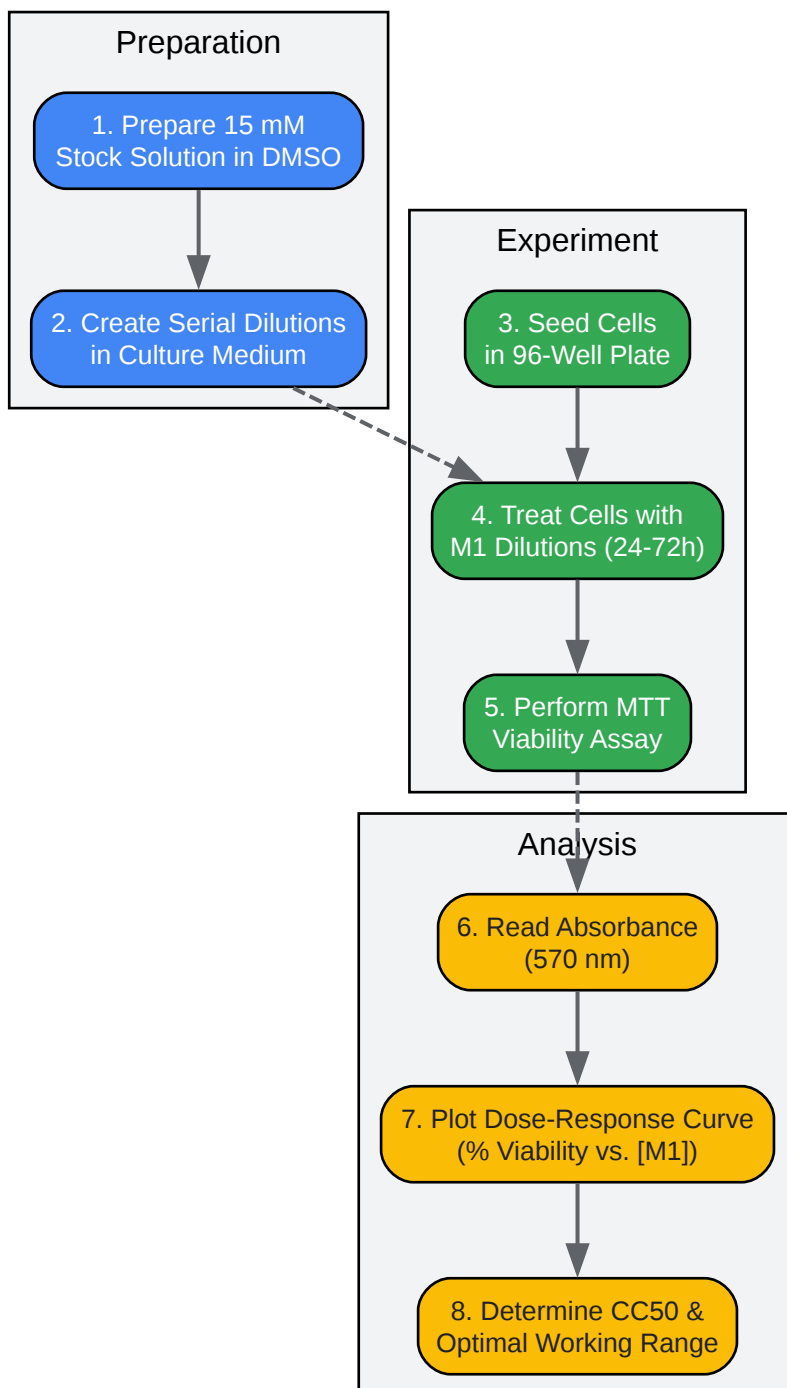 Preparation
1. Prepare 15 mM
Stock Solution in DMSO
2. Create Serial Dilutions
in Culture Medium
Experiment
3. Seed Cells
in 96-Well Plate
4. Treat Cells with
M1 Dilutions (24-72h)
5. Perform MTT
Viability Assay
Analysis
6. Read Absorbance
(570 nm)
7. Plot Dose-Response Curve
(% Viability vs. [M1])
8. Determine CC50 &
Optimal Working Range